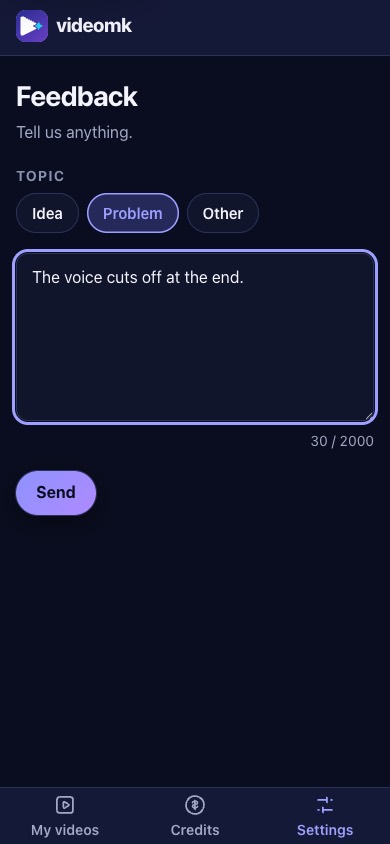 videomk
Feedback
Tell us anything.
TOPIC
Idea
Problem
Other
The voice cuts off at the end.
30 / 2000
Send
My videos
Credits
Settings